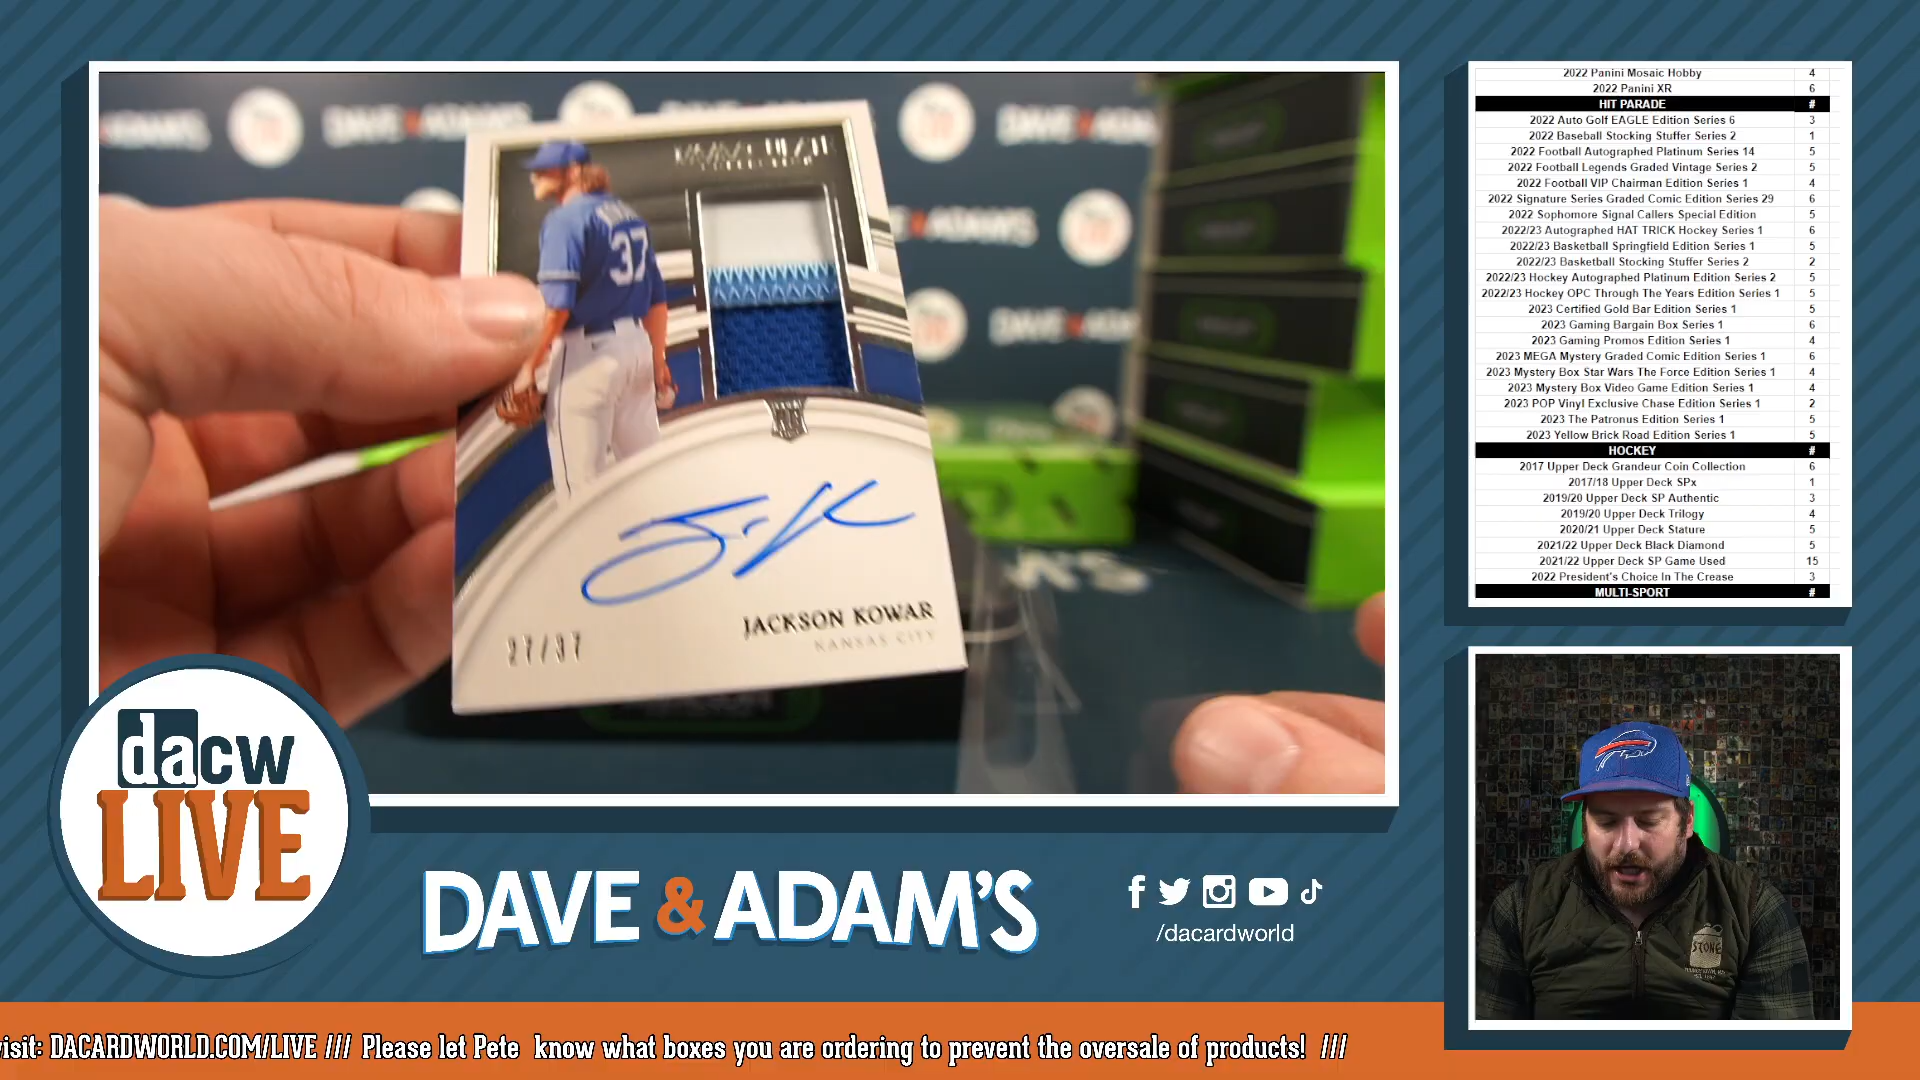 DAVE & ADAMS
DAVE & ADAMS
DAVE & ADAMS
IMMACULATE
COLLECTION
37
RC
JACKSON KOWAR
KANSAS CITY
27/37
dacw
LIVE
DAVE & ADAM'S
/dacardworld
visit: DACARDWORLD.COM/LIVE /// Please let Pete know what boxes you are ordering to prevent the oversale of products! ///
2022 Panini Mosaic Hobby 4
2022 Panini XR 6
HIT PARADE #
2022 Auto Golf EAGLE Edition Series 6 3
2022 Baseball Stocking Stuffer Series 2 1
2022 Football Autographed Platinum Series 14 5
2022 Football Legends Graded Vintage Series 2 5
2022 Football VIP Chairman Edition Series 1 4
2022 Signature Series Graded Comic Edition Series 29 6
2022 Sophomore Signal Callers Special Edition 5
2022/23 Autographed HAT TRICK Hockey Series 1 6
2022/23 Basketball Springfield Edition Series 1 5
2022/23 Basketball Stocking Stuffer Series 2 2
2022/23 Hockey Autographed Platinum Edition Series 2 5
2022/23 Hockey OPC Through The Years Edition Series 1 5
2023 Certified Gold Bar Edition Series 1 5
2023 Gaming Bargain Box Series 1 6
2023 Gaming Promos Edition Series 1 4
2023 MEGA Mystery Graded Comic Edition Series 1 6
2023 Mystery Box Star Wars The Force Edition Series 1 4
2023 Mystery Box Video Game Edition Series 1 4
2023 POP Vinyl Exclusive Chase Edition Series 1 2
2023 The Patronus Edition Series 1 5
2023 Yellow Brick Road Edition Series 1 5
HOCKEY #
2017 Upper Deck Grandeur Coin Collection 6
2017/18 Upper Deck SPx 1
2019/20 Upper Deck SP Authentic 3
2019/20 Upper Deck Trilogy 4
2020/21 Upper Deck Stature 5
2021/22 Upper Deck Black Diamond 5
2021/22 Upper Deck SP Game Used 15
2022 President's Choice In The Crease 3
MULTI-SPORT #
STONE